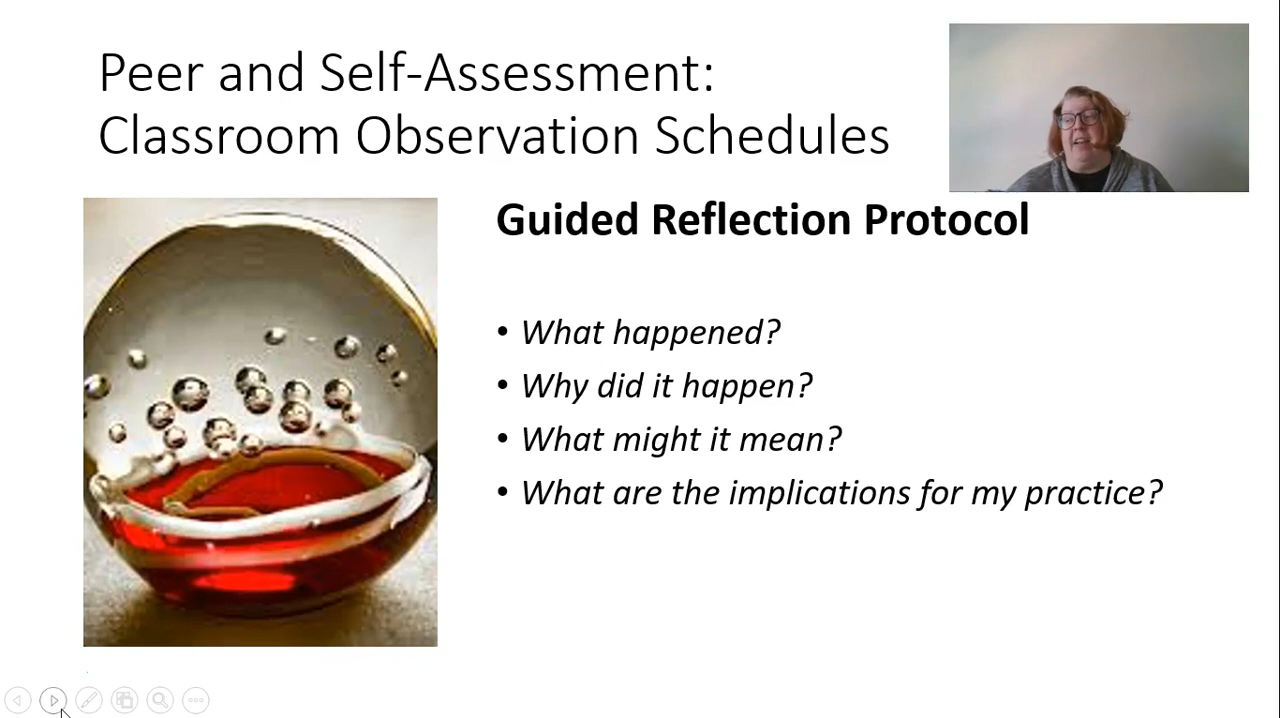 Peer and Self-Assessment:
Classroom Observation Schedules
Guided Reflection Protocol
• What happened?
• Why did it happen?
• What might it mean?
• What are the implications for my practice?